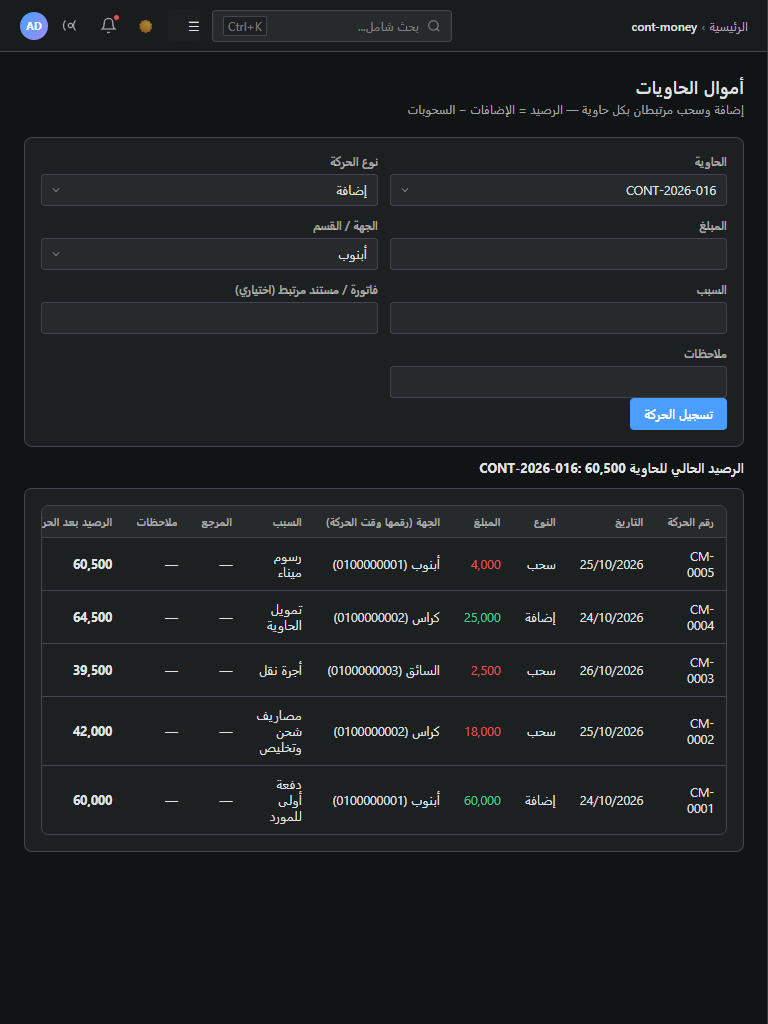 الرئيسية › cont-money
بحث شامل... Ctrl+K
AD
أموال الحاويات
إضافة وسحب مرتبطان بكل حاوية — الرصيد = الإضافات − السحوبات
الحاوية
CONT-2026-016
نوع الحركة
إضافة
المبلغ
الجهة / القسم
أبنوب
السبب
فاتورة / مستند مرتبط (اختياري)
ملاحظات
تسجيل الحركة
الرصيد الحالي للحاوية CONT-2026-016: 60,500
رقم الحركة التاريخ النوع المبلغ الجهة (رقمها وقت الحركة) السبب المرجع ملاحظات الرصيد بعد الحر
CM-0005 25/10/2026 سحب 4,000 أبنوب (0100000001) رسوم ميناء — — 60,500
CM-0004 24/10/2026 إضافة 25,000 كراس (0100000002) تمويل الحاوية — — 64,500
CM-0003 26/10/2026 سحب 2,500 السائق (0100000003) أجرة نقل — — 39,500
CM-0002 25/10/2026 سحب 18,000 كراس (0100000002) مصاريف شحن وتخليص — — 42,000
CM-0001 24/10/2026 إضافة 60,000 أبنوب (0100000001) دفعة أولى للمورد — — 60,000